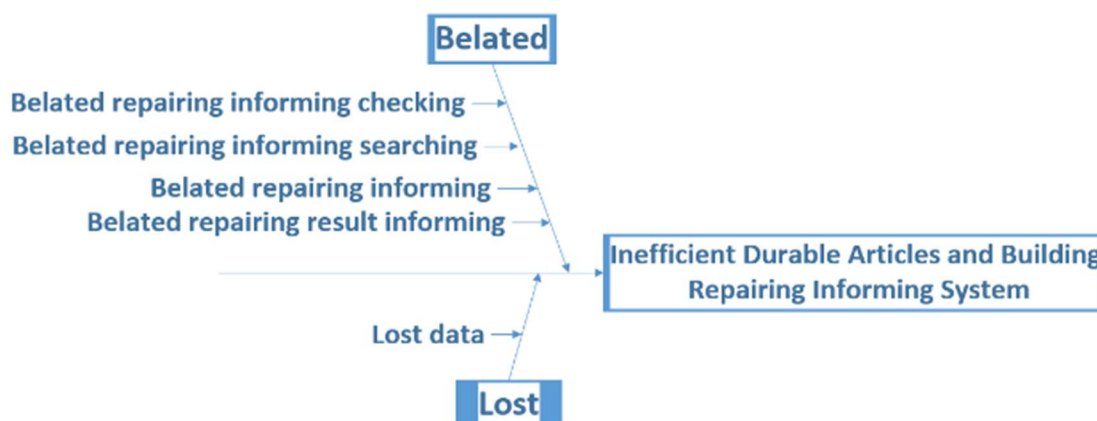 Belated
Belated repairing informing checking
Belated repairing informing searching
Belated repairing informing
Belated repairing result informing
Inefficient Durable Articles and Building
Repairing Informing System
Lost data
Lost